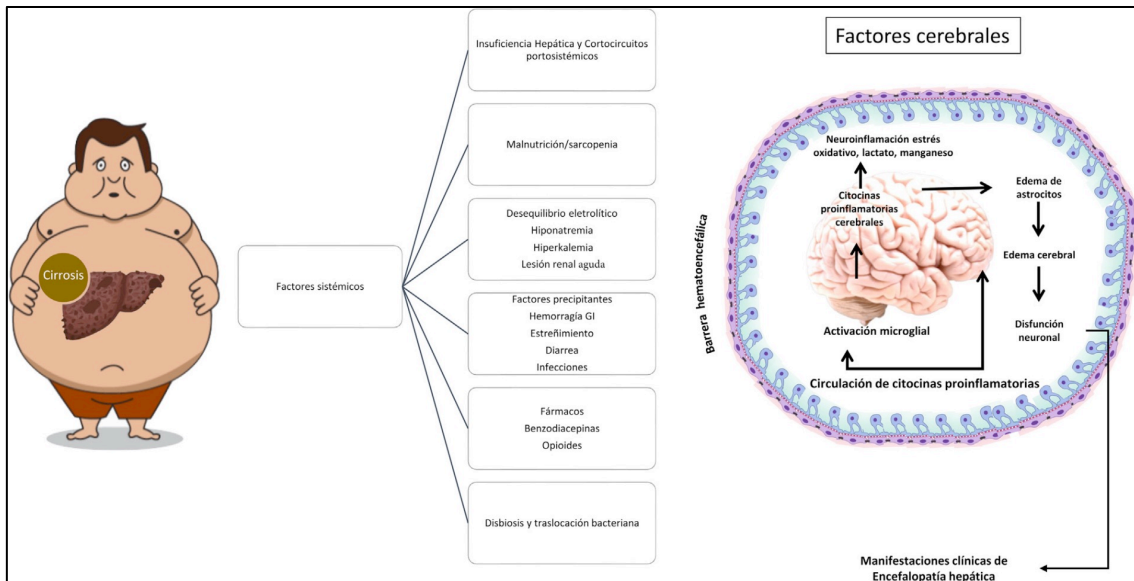 Cirrosis
Factores sistémicos
Insuficiencia Hepática y Cortocircuitos
portosistémicos
Malnutrición/sarcopenia
Desequilibrio eletrolítico
Hiponatremia
Hiperkalemia
Lesión renal aguda
Factores precipitantes
Hemorragía GI
Estreñimiento
Diarrea
Infecciones
Fármacos
Benzodiacepinas
Opioides
Disbiosis y traslocación bacteriana
Factores cerebrales
Barrera hematoencefálica
Neuroinflamación estrés
oxidativo, lactato, manganeso
Citocinas
proinflamatorias
cerebrales
Activación microglial
Circulación de citocinas proinflamatorias
Edema de
astrocitos
Edema cerebral
Disfunción
neuronal
Manifestaciones clínicas de
Encefalopatía hepática